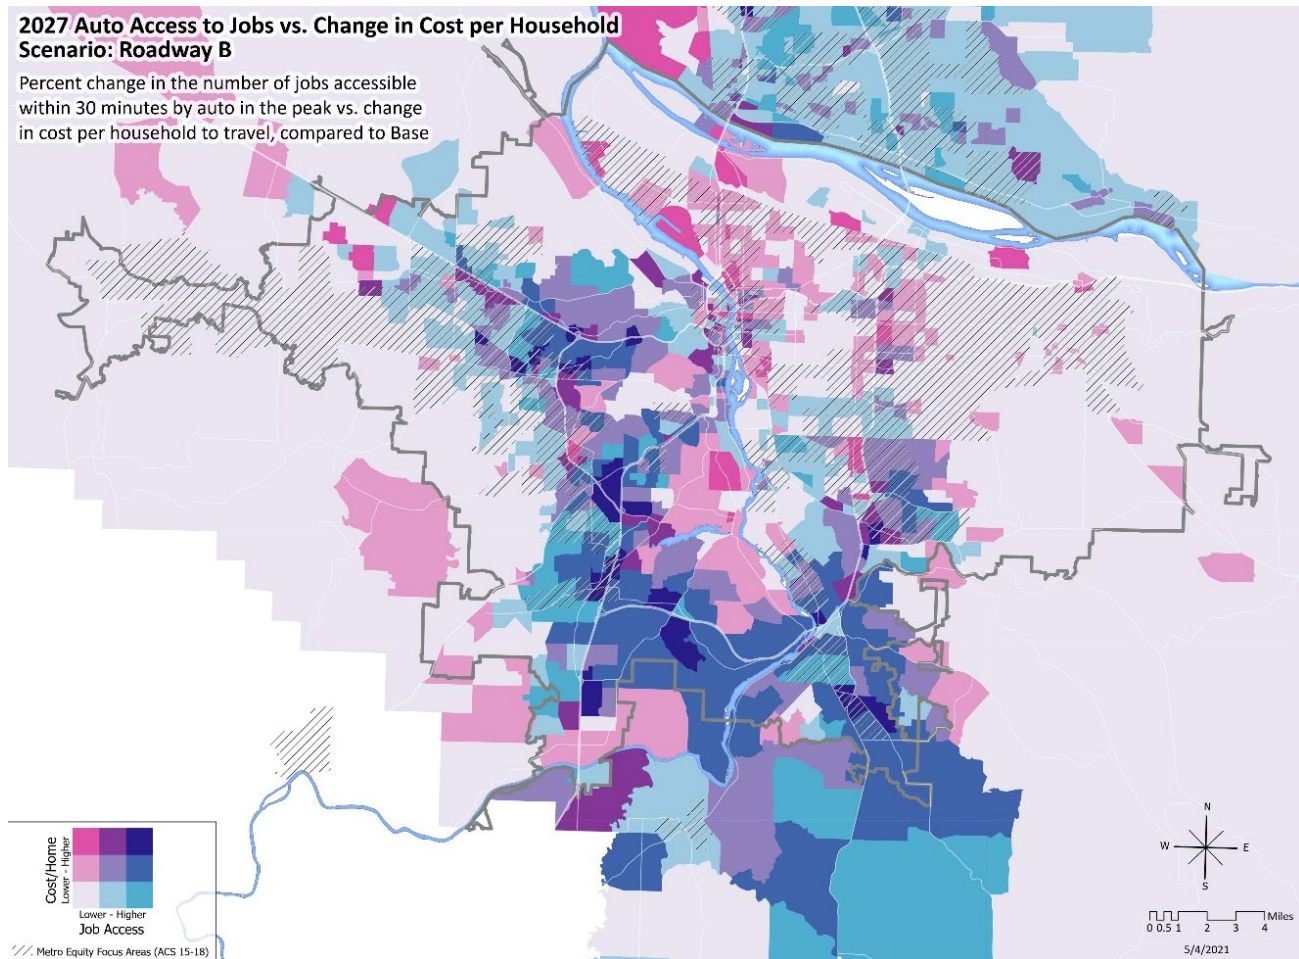 2027 Auto Access to Jobs vs. Change in Cost per Household
Scenario: Roadway B
Percent change in the number of jobs accessible
within 30 minutes by auto in the peak vs. change
in cost per household to travel, compared to Base
Cost/Home
Lower - Higher
Lower - Higher
Job Access
Metro Equity Focus Areas (ACS 15-18)
N
W E
S
Miles
0 0.5 1 2 3 4
5/4/2021